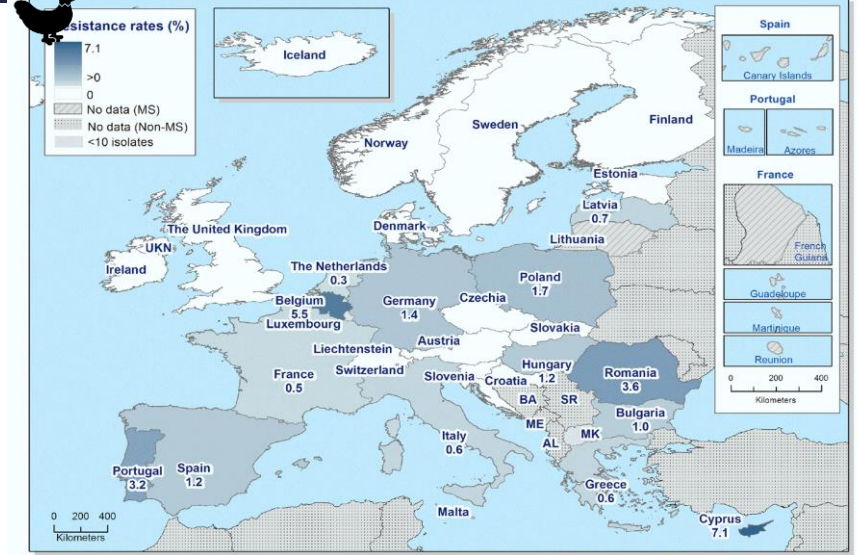 esistance rates (%)
7.1
>0
0
No data (MS)
No data (Non-MS)
<10 isolates
Iceland
Norway
Sweden
Finland
Estonia
Latvia
0.7
Lithuania
Denmark
The United Kingdom
UKN
Ireland
The Netherlands
0.3
Belgium
5.5
Luxembourg
Germany
1.4
Poland
1.7
Czechia
Slovakia
Austria
Liechtenstein
Switzerland
France
0.5
Slovenia
Croatia
Hungary
1.2
Romania
3.6
BA
SR
Bulgaria
1.0
ME
MK
AL
Italy
0.6
Greece
0.6
Portugal
3.2
Spain
1.2
Malta
Cyprus
7.1
0 200 400
Kilometers
Spain
Canary Islands
Portugal
Madeira
Azores
France
French
Guiana
Guadeloupe
Martinique
Reunion
0 200 400
Kilometers